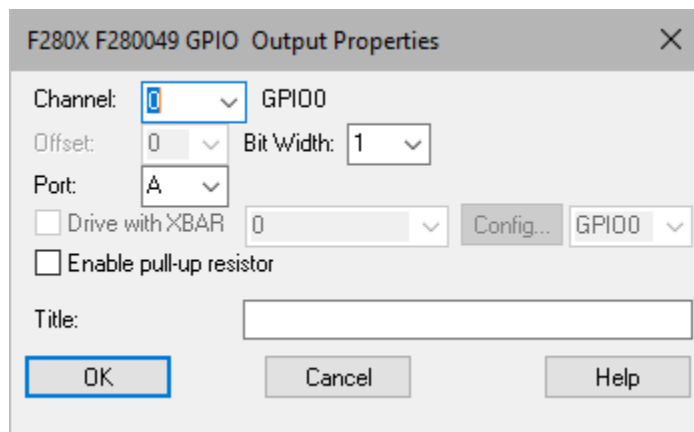 F280X F280049 GPIO Output Properties
Channel: 0 GPIO0
Offset: 0 Bit Width: 1
Port: A
Drive with XBAR 0 Config... GPIO0
Enable pull-up resistor
Title:
OK Cancel Help